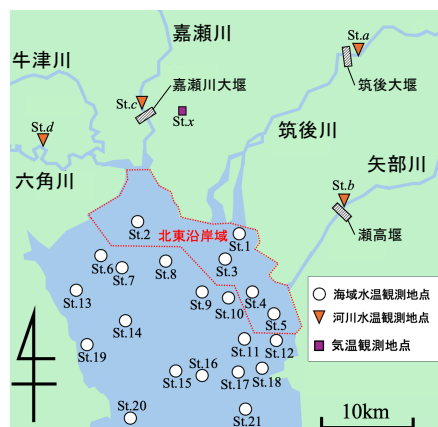 嘉瀬川
牛津川
St.a
St.c
嘉瀬川大堰
筑後大堰
St.x
St.d
筑後川
六角川
矢部川
St.b
瀬高堰
St.2
北東沿岸域
St.1
St.3
St.6
St.7
St.8
St.13
St.9
St.10
St.4
St.5
海域水温観測地点
河川水温観測地点
気温観測地点
St.14
St.19
St.11
St.12
St.16
St.15
St.17
St.18
St.20
St.21
10km